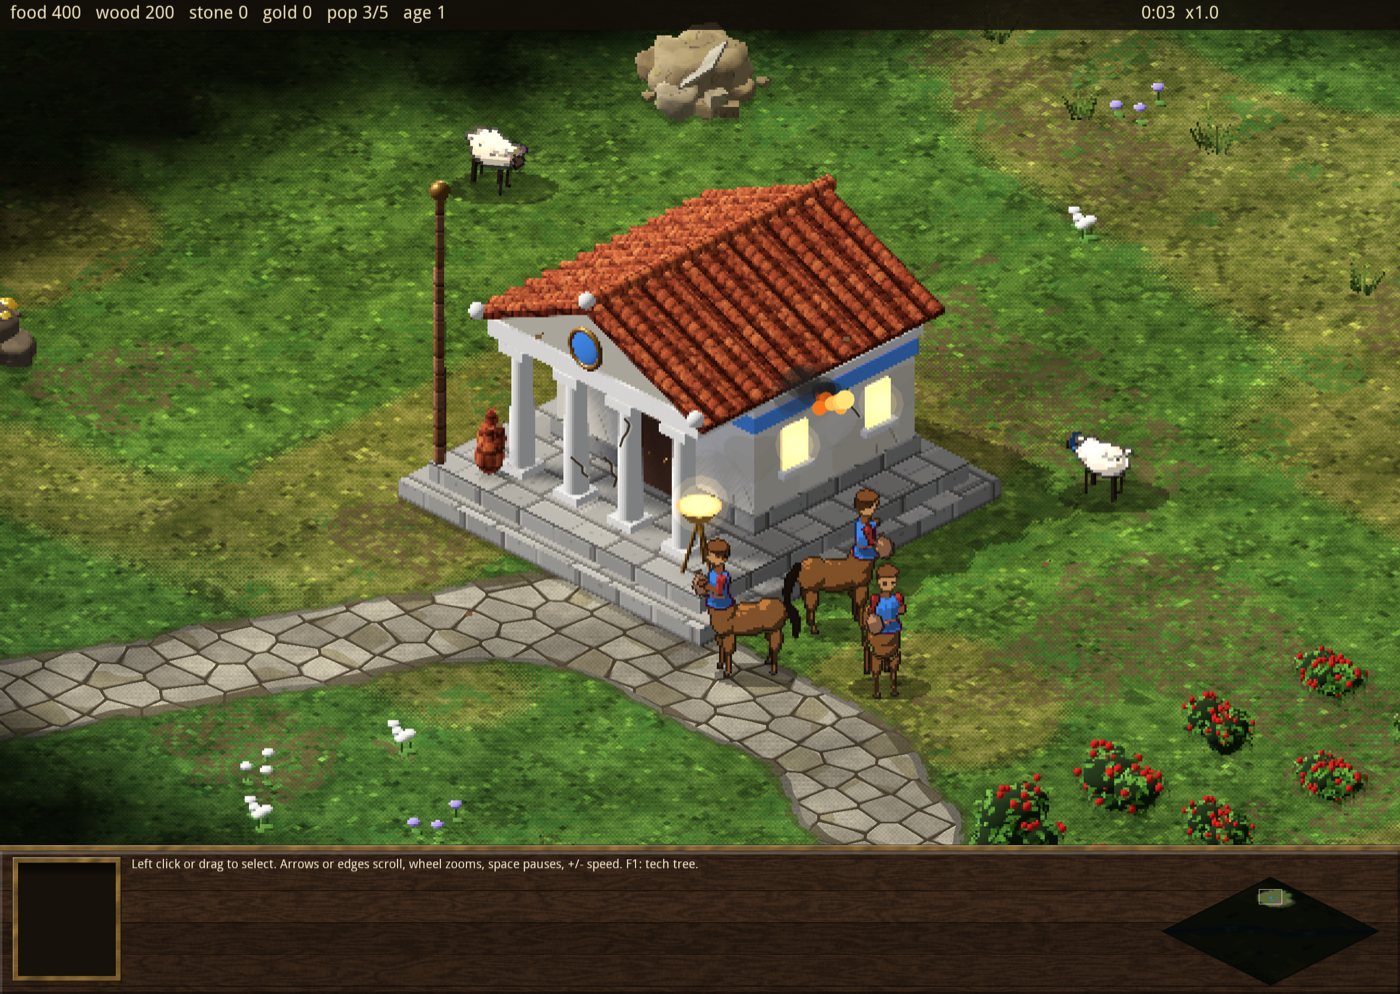 food 400 wood 200 stone 0 gold 0 pop 3/5 age 1 0:03 x1.0
Left click or drag to select. Arrows or edges scroll, wheel zooms, space pauses, +/- speed. F1: tech tree.